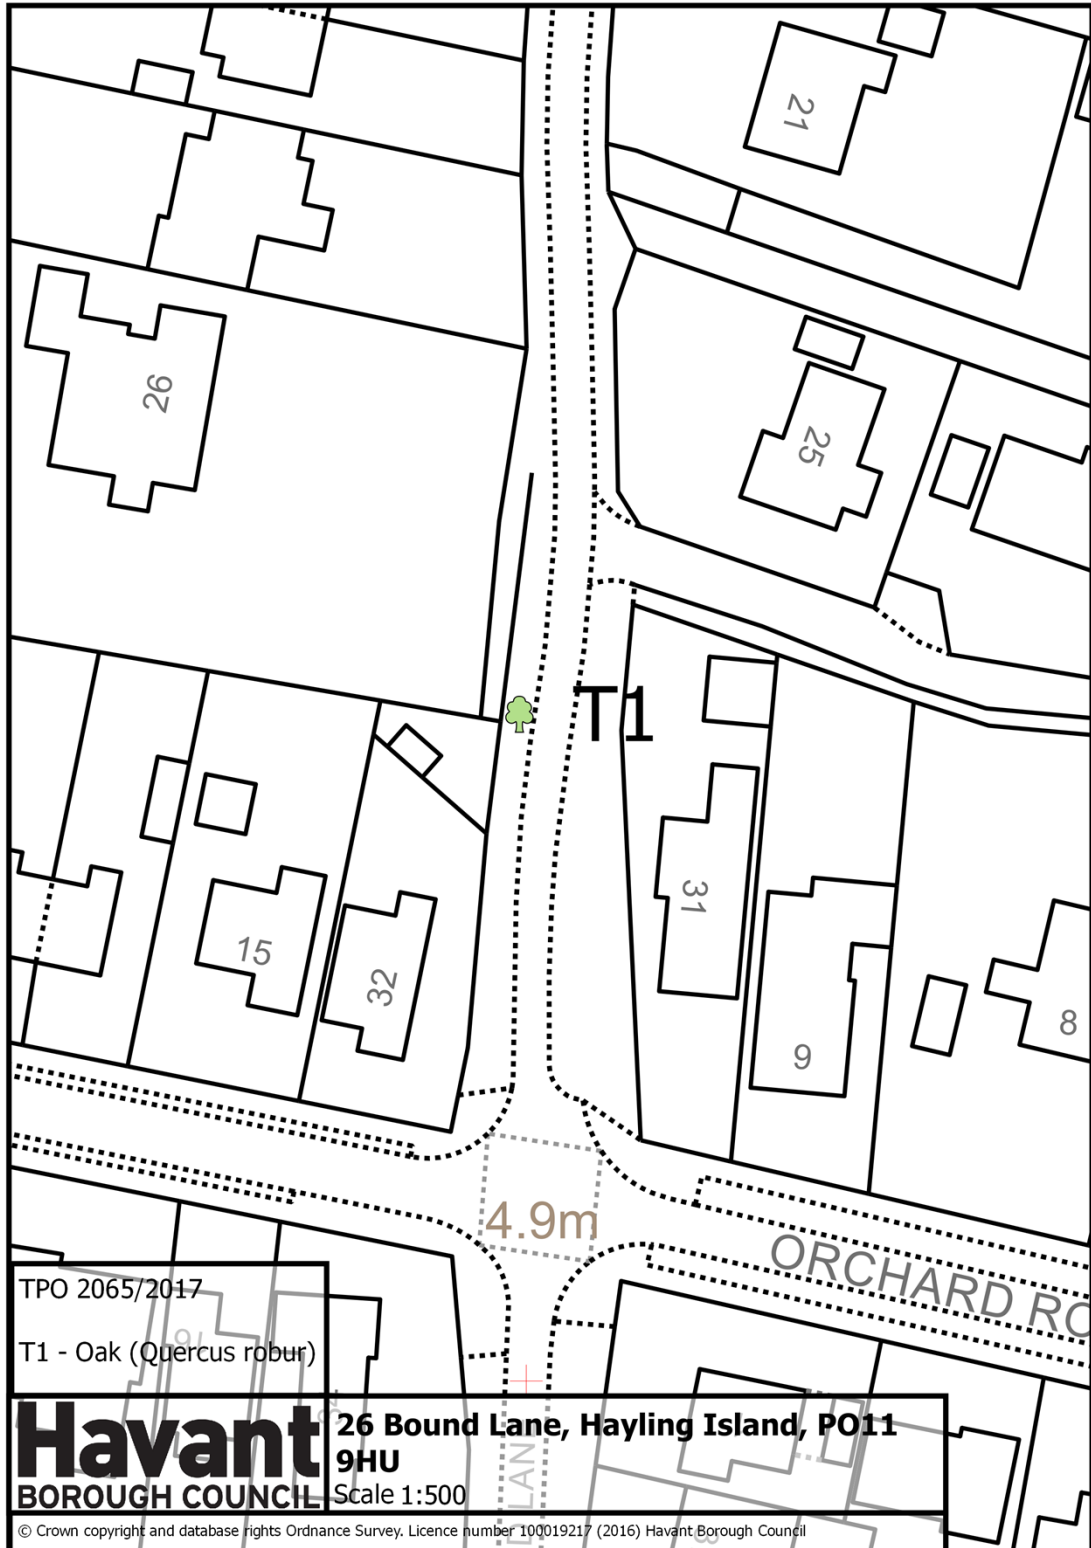 21
26
25
T1
31
15
32
9
8
4.9m
ORCHARD RO
TPO 2065/2017
16
T1 - Oak (Quercus robur)
Havant
BOROUGH COUNCIL
26 Bound Lane, Hayling Island, PO11
9HU
Scale 1:500
D LANE
© Crown copyright and database rights Ordnance Survey. Licence number 100019217 (2016) Havant Borough Council